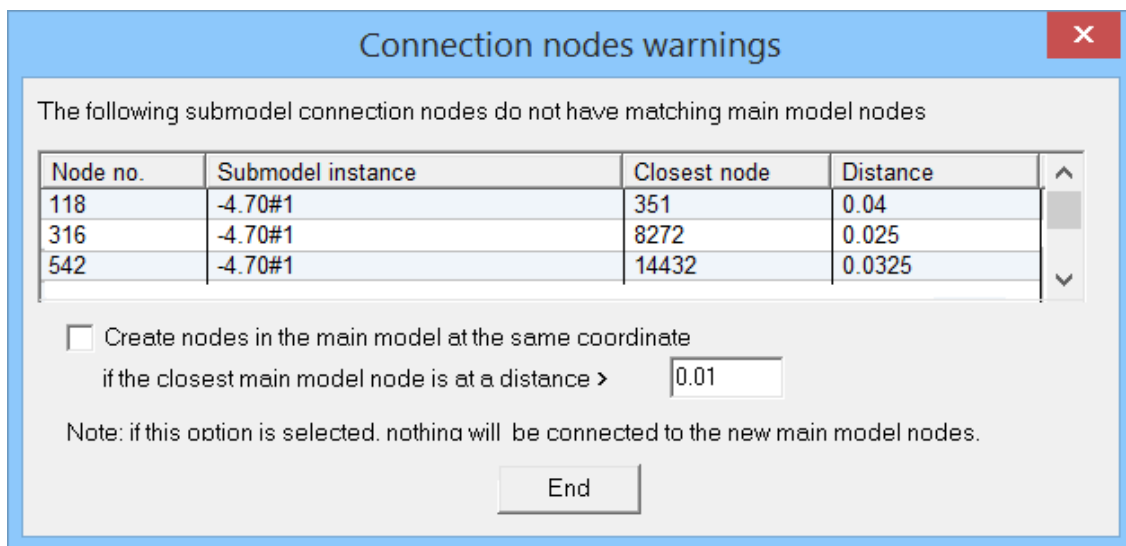 Connection nodes warnings
The following submodel connection nodes do not have matching main model nodes
Node no. Submodel instance Closest node Distance
118 -4.70#1 351 0.04
316 -4.70#1 8272 0.025
542 -4.70#1 14432 0.0325
Create nodes in the main model at the same coordinate
if the closest main model node is at a distance > 0.01
Note: if this option is selected, nothing will be connected to the new main model nodes.
End